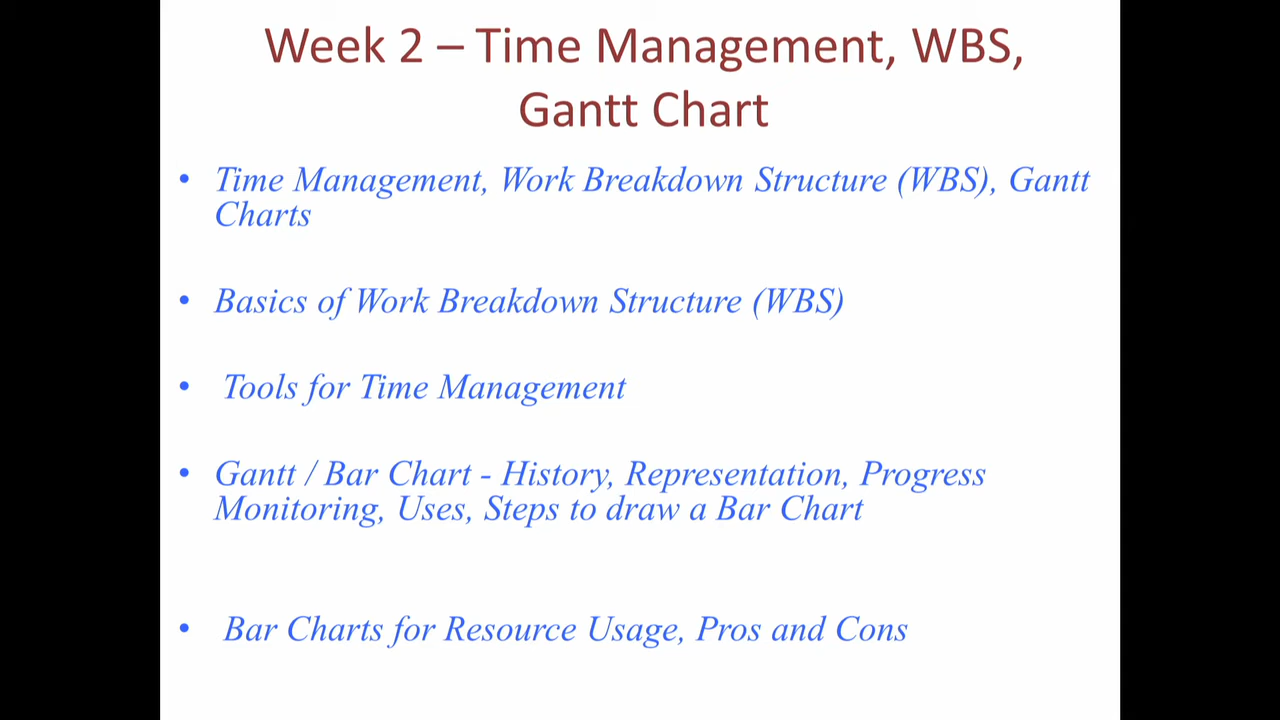 Week 2 – Time Management, WBS,
Gantt Chart
• Time Management, Work Breakdown Structure (WBS), Gantt
Charts
• Basics of Work Breakdown Structure (WBS)
• Tools for Time Management
• Gantt / Bar Chart - History, Representation, Progress
Monitoring, Uses, Steps to draw a Bar Chart
• Bar Charts for Resource Usage, Pros and Cons